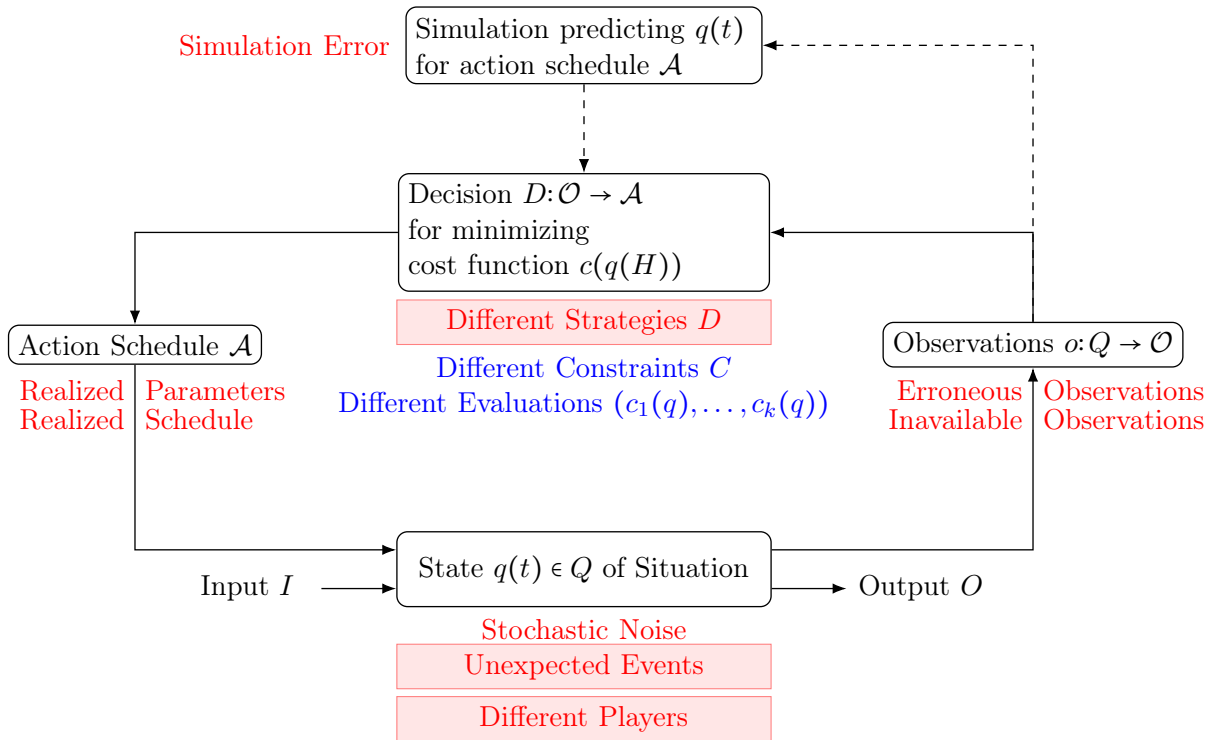 Simulation Error
Simulation predicting q(t)
for action schedule 𝒜
Decision D: 𝒪 → 𝒜
for minimizing
cost function c(q(H))
Different Strategies D
Different Constraints C
Different Evaluations (c₁(q), . . . , cₖ(q))
Action Schedule 𝒜
Realized Parameters
Realized Schedule
Observations o: Q → 𝒪
Erroneous Observations
Inavailable Observations
State q(t) ∈ Q of Situation
Input I
Output O
Stochastic Noise
Unexpected Events
Different Players